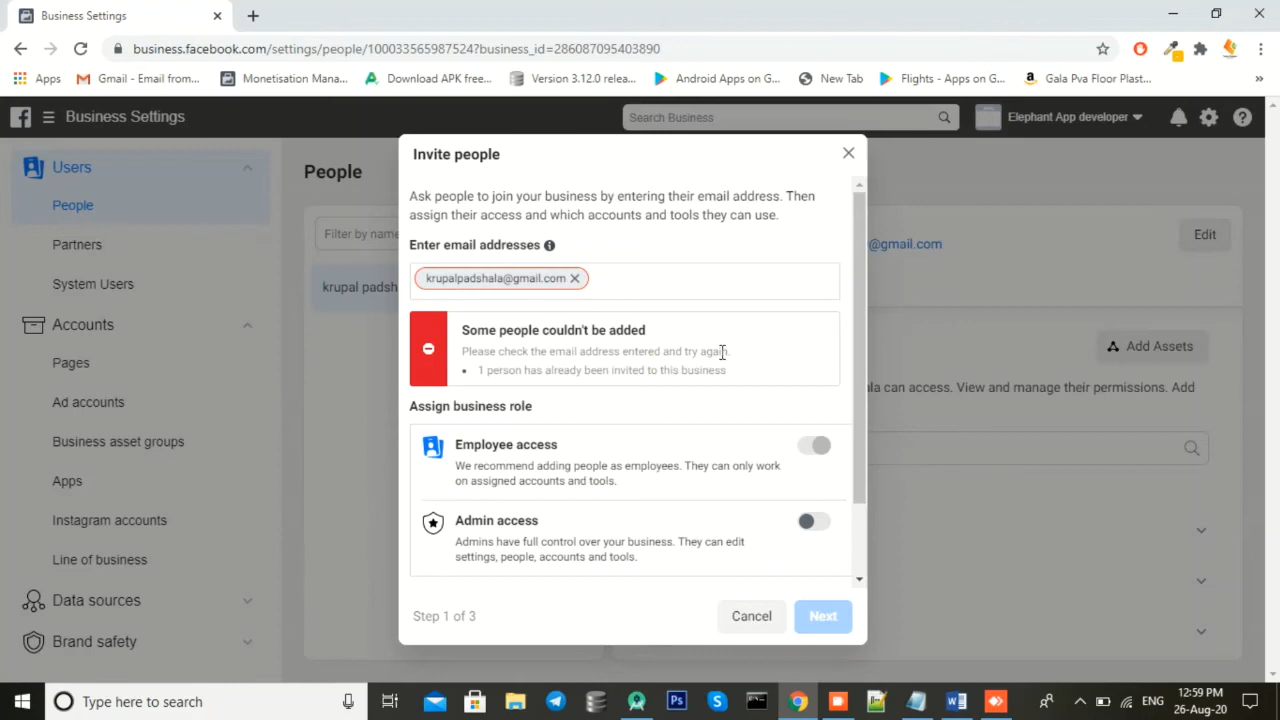 Business Settings
business.facebook.com/settings/people/100033565987524?business_id=286087095403890
Apps
Gmail - Email from...
Monetisation Mana...
Download APK free...
Version 3.12.0 relea...
Android Apps on G...
New Tab
Flights - Apps on G...
Gala Pva Floor Plast...
Business Settings
Search Business
Elephant App developer
Users
People
Partners
System Users
Accounts
Pages
Ad accounts
Business asset groups
Apps
Instagram accounts
Line of business
Data sources
Brand safety
People
Filter by name
krupal padsh
@gmail.com
Edit
Add Assets
ala can access. View and manage their permissions. Add
Invite people
Ask people to join your business by entering their email address. Then
assign their access and which accounts and tools they can use.
Enter email addresses
krupalpadshala@gmail.com
Some people couldn't be added
Please check the email address entered and try again.
• 1 person has already been invited to this business
Assign business role
Employee access
We recommend adding people as employees. They can only work
on assigned accounts and tools.
Admin access
Admins have full control over your business. They can edit
settings, people, accounts and tools.
Step 1 of 3
Cancel
Next
Type here to search
Ps
ENG
12:59 PM
26-Aug-20